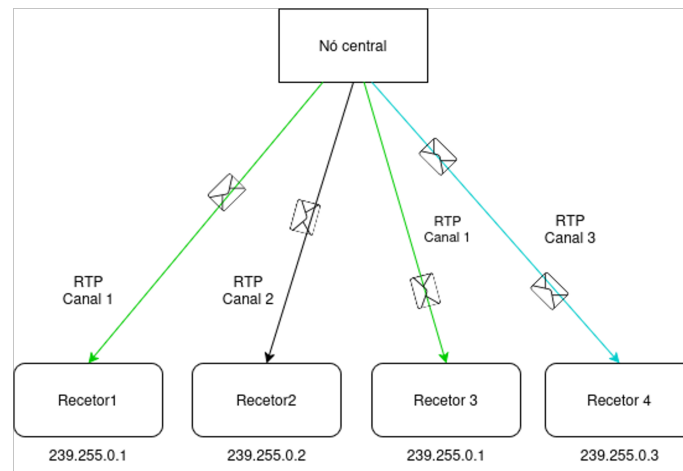 Nó central
RTP
Canal 1
RTP
Canal 2
RTP
Canal 1
RTP
Canal 3
Recetor1
Recetor2
Recetor 3
Recetor 4
239.255.0.1
239.255.0.2
239.255.0.1
239.255.0.3